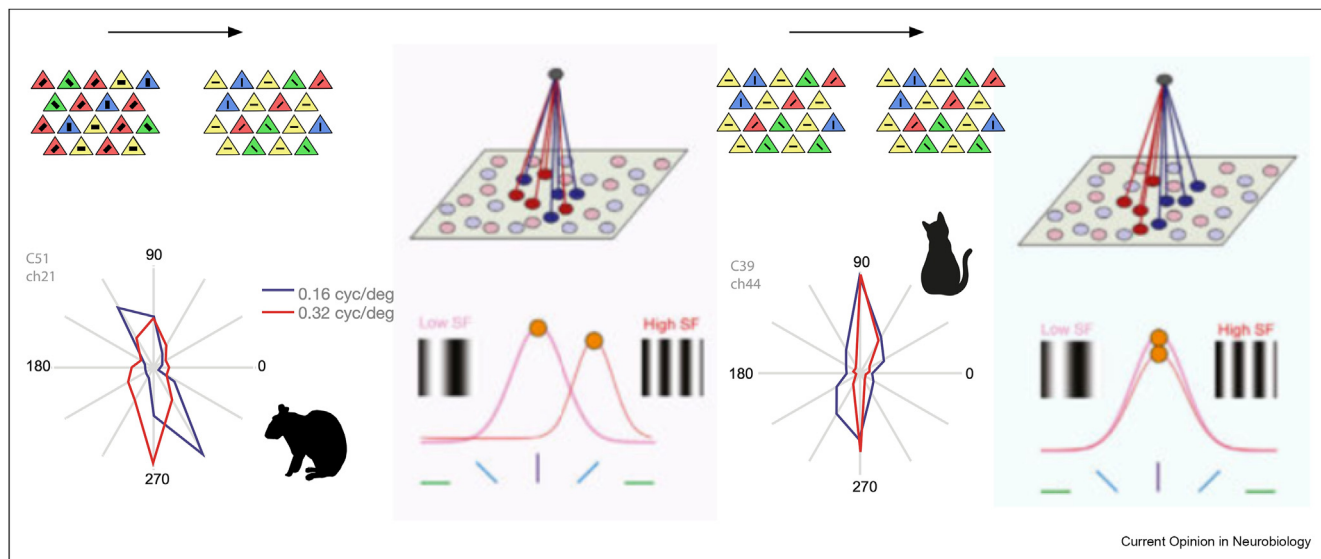 C51
ch21
90
0.16 cyc/deg
0.32 cyc/deg
180
0
270
Low SF
High SF
C39
ch44
90
180
0
270
Low SF
High SF
Current Opinion in Neurobiology